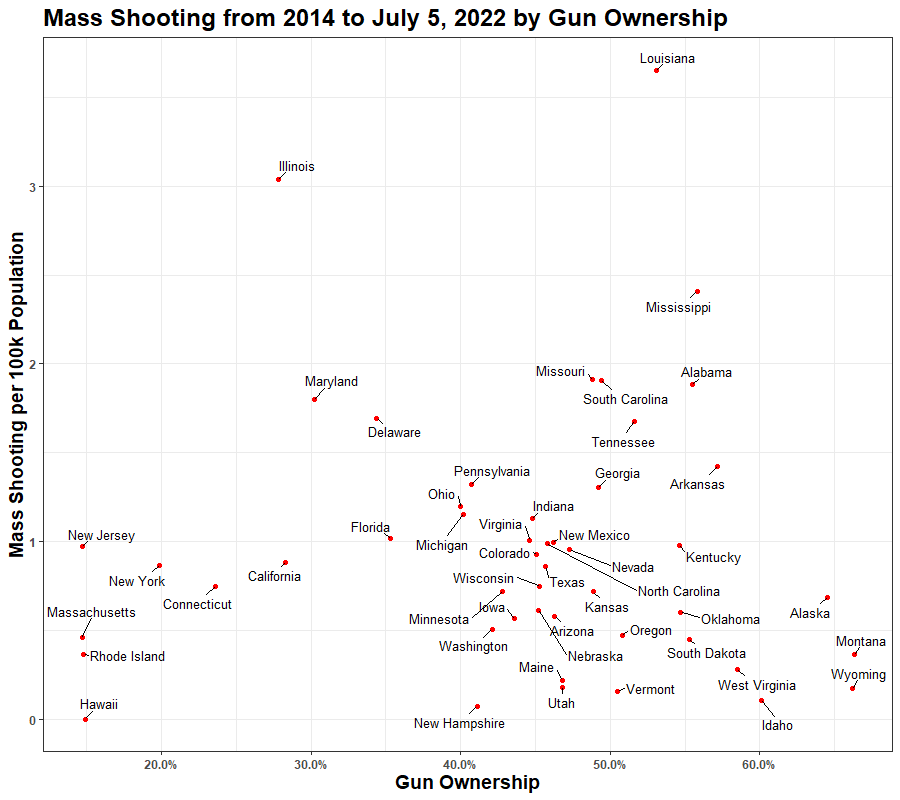 Mass Shooting from 2014 to July 5, 2022 by Gun Ownership
Louisiana
Illinois
3
Mississippi
2
Missouri
Alabama
Maryland
South Carolina
Delaware
Tennessee
Pennsylvania
Georgia
Arkansas
Ohio
Indiana
Florida
Virginia
New Jersey
New Mexico
1
Michigan
Colorado
Kentucky
Nevada
New York
California
Wisconsin
Texas
North Carolina
Connecticut
Iowa
Kansas
Massachusetts
Alaska
Minnesota
Oklahoma
Arizona
Oregon
Montana
Washington
Rhode Island
Nebraska
South Dakota
Maine
Wyoming
West Virginia
Vermont
Hawaii
Utah
0
New Hampshire
Idaho
20.0%
30.0%
40.0%
50.0%
60.0%
Gun Ownership
Mass Shooting per 100k Population